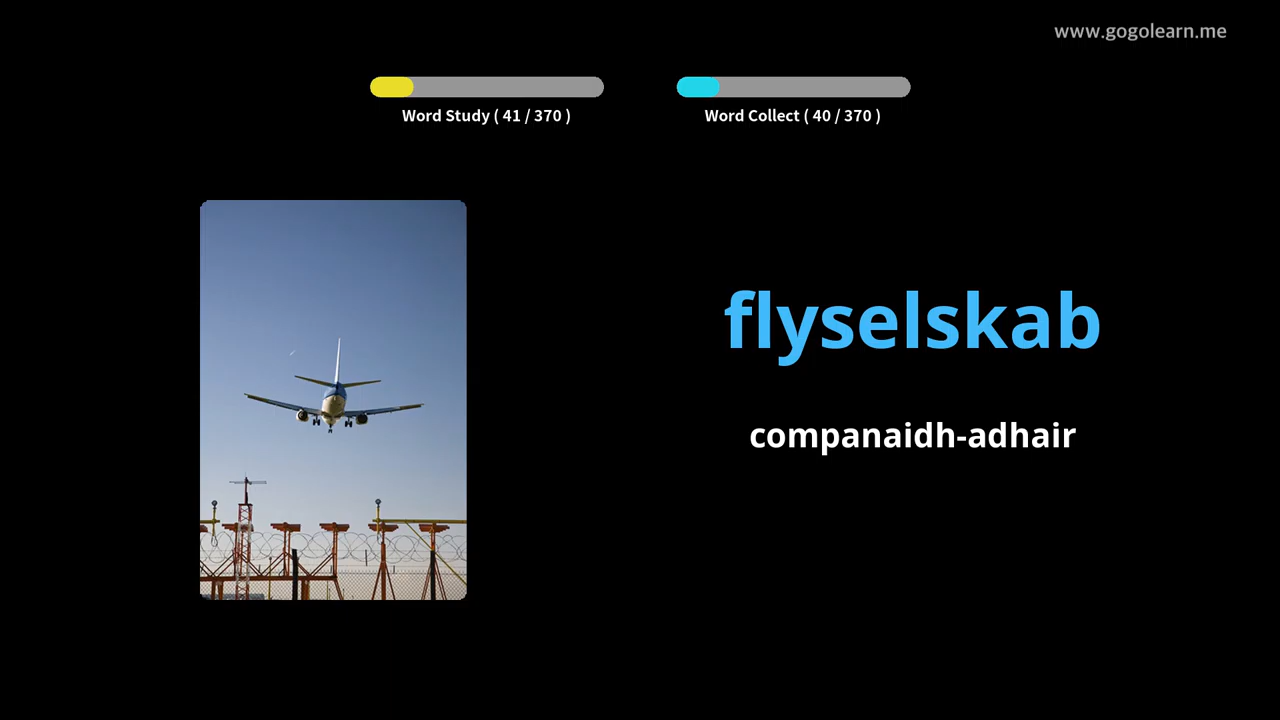 www.gogolearn.me
Word Study ( 41 / 370 )
Word Collect ( 40 / 370 )
flyselskab
companaidh-adhair